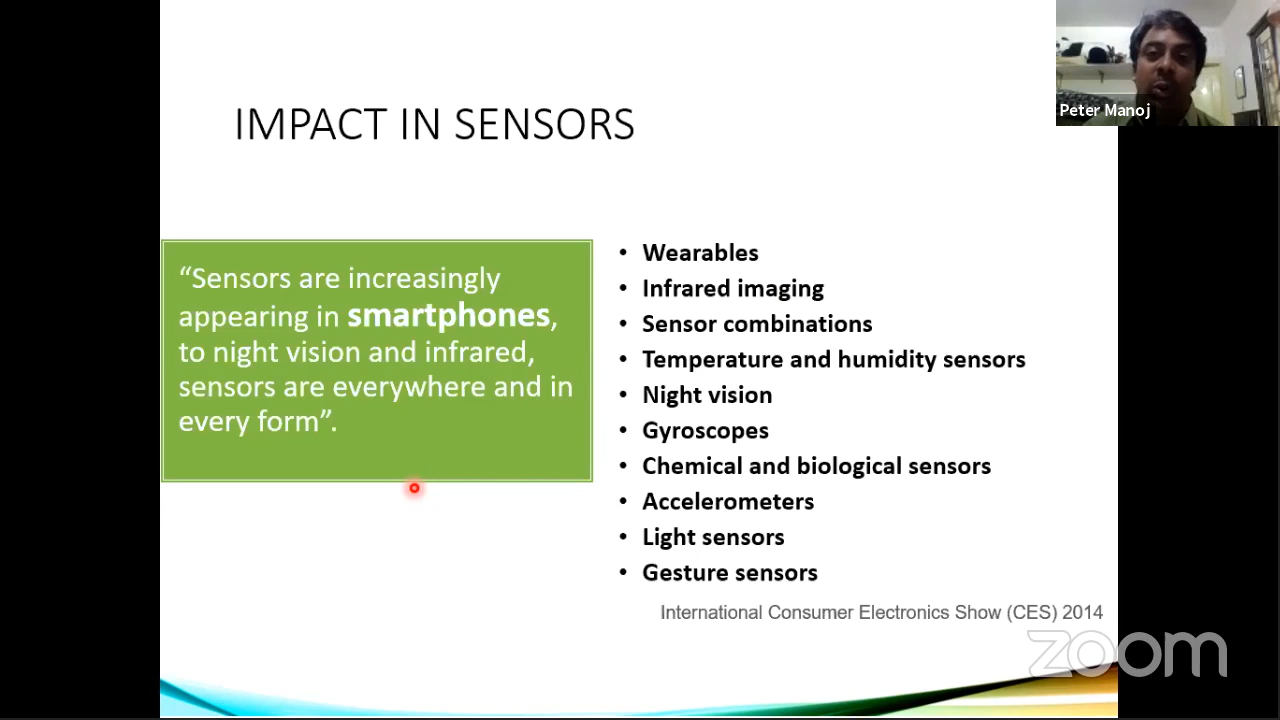 Peter Manoj
IMPACT IN SENSORS
“Sensors are increasingly
appearing in smartphones,
to night vision and infrared,
sensors are everywhere and in
every form”.
• Wearables
• Infrared imaging
• Sensor combinations
• Temperature and humidity sensors
• Night vision
• Gyroscopes
• Chemical and biological sensors
• Accelerometers
• Light sensors
• Gesture sensors
International Consumer Electronics Show (CES) 2014
zoom